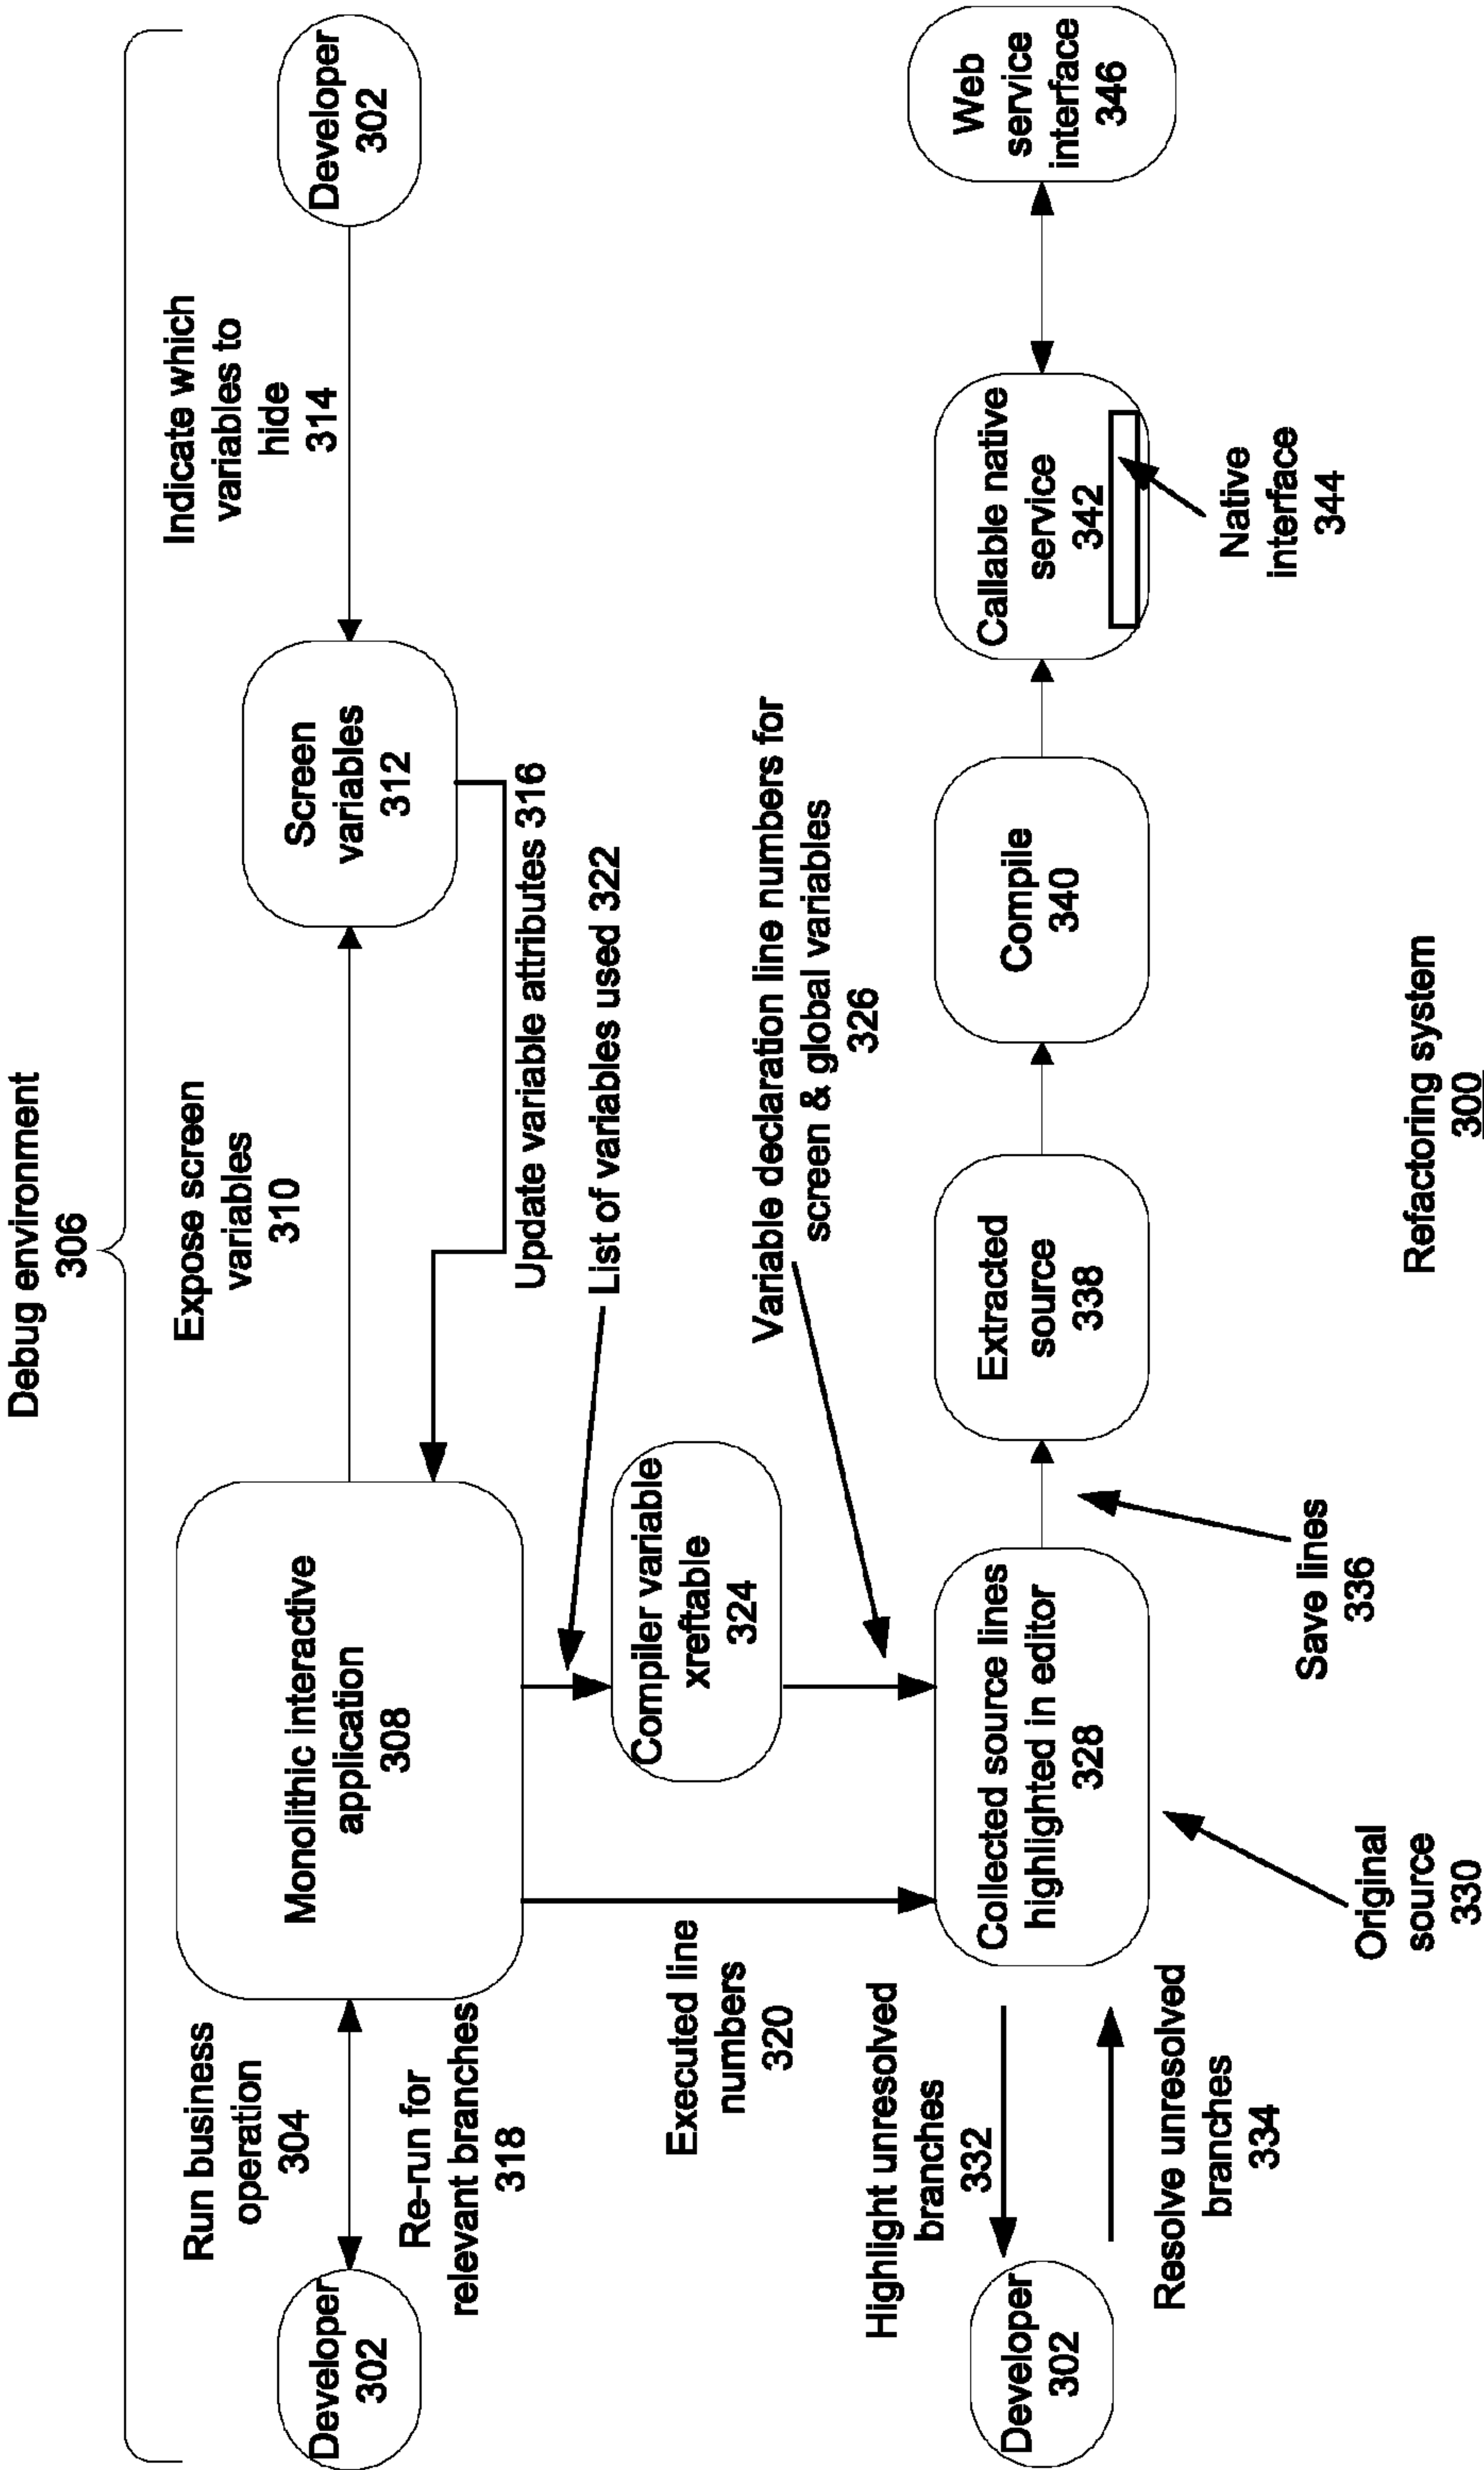 Debug environment
306
Run business
operation
304
Expose screen
variables
310
Indicate which
variables to
hide
314
Developer
302
Re-run for
relevant branches
318
Monolithic interactive
application
308
Screen
variables
312
Developer
302
Update variable attributes 316
List of variables used 322
Executed line
numbers
320
Compiler variable
xreftable
324
Variable declaration line numbers for
screen & global variables
326
Highlight unresolved
branches
332
Developer
302
Resolve unresolved
branches
334
Collected source lines
highlighted in editor
328
Extracted
source
338
Compile
340
Callable native
service
342
Web
service
interface
346
Original
source
330
Save lines
336
Native
interface
344
Refactoring system
300